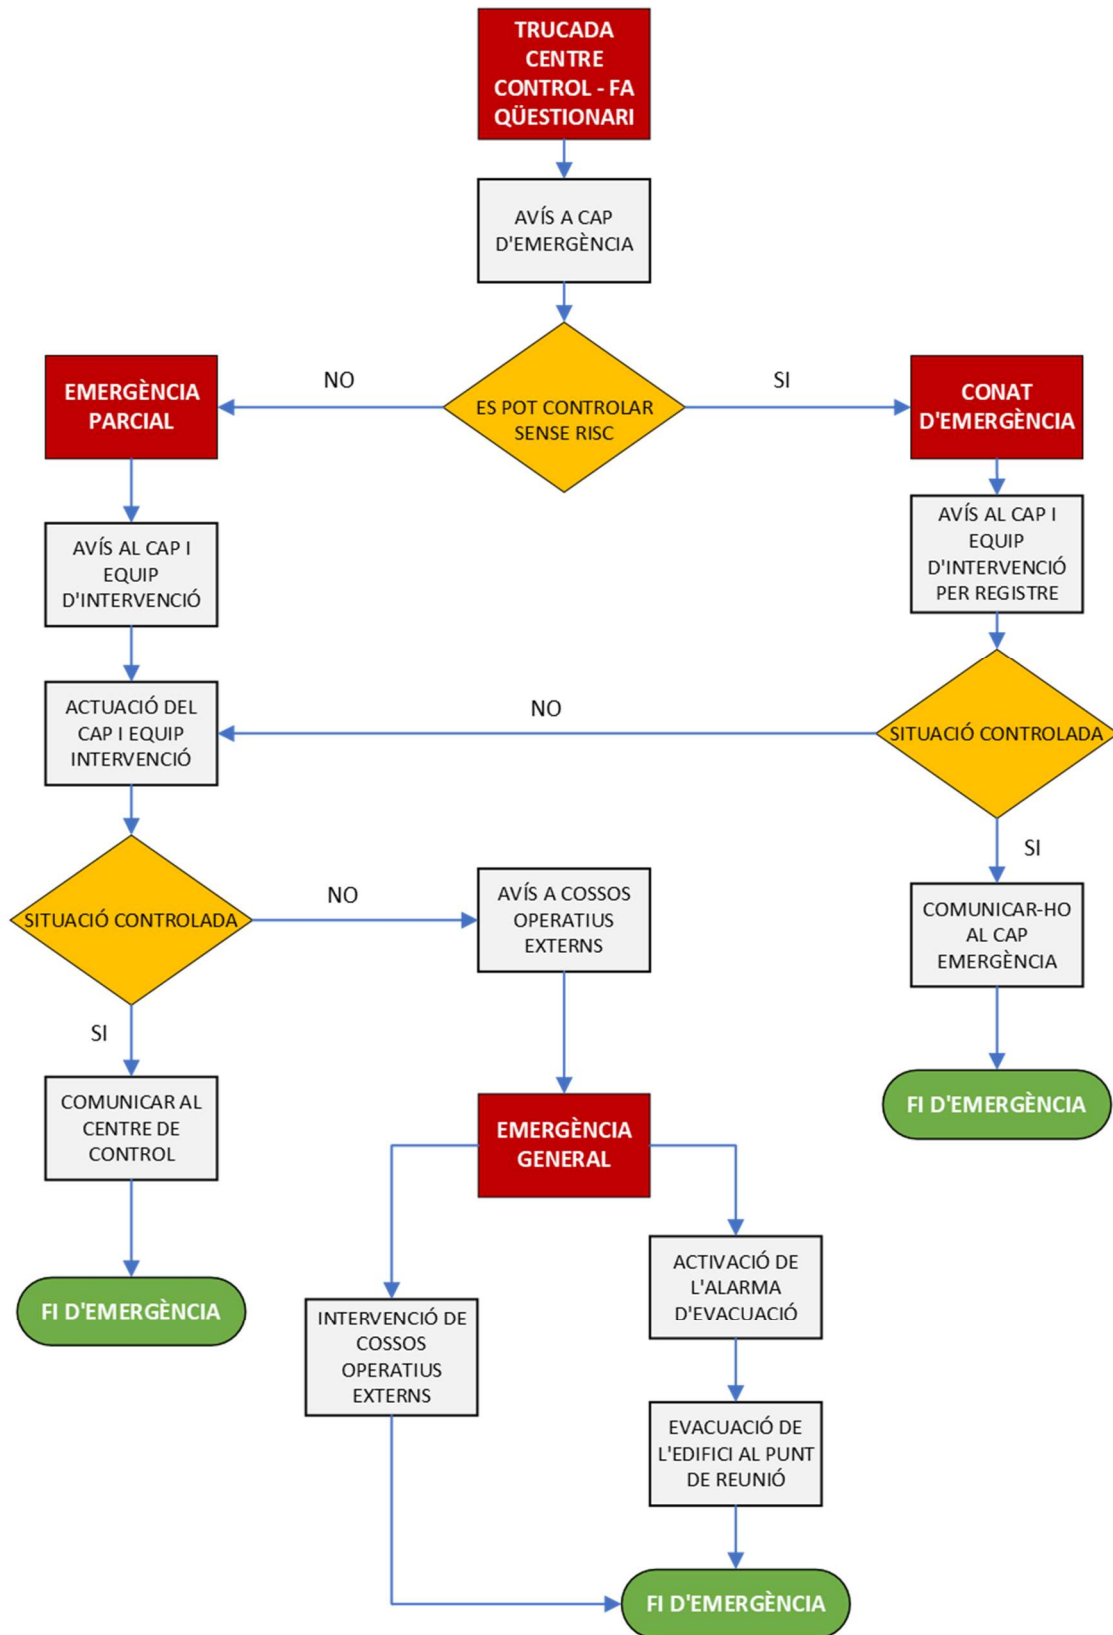 TRUCADA
CENTRE
CONTROL - FA
QÜESTIONARI
AVÍS A CAP
D'EMERGÈNCIA
NO
SI
EMERGÈNCIA
PARCIAL
ES POT CONTROLAR
SENSE RISC
CONAT
D'EMERGÈNCIA
AVÍS AL CAP I
EQUIP
D'INTERVENCIÓ
AVÍS AL CAP I
EQUIP
D'INTERVENCIÓ
PER REGISTRE
ACTUACIÓ DEL
CAP I EQUIP
INTERVENCIÓ
NO
SITUACIÓ CONTROLADA
SI
SITUACIÓ CONTROLADA
NO
AVÍS A COSSOS
OPERATIUS
EXTERNS
COMUNICAR-HO
AL CAP
EMERGÈNCIA
SI
COMUNICAR AL
CENTRE DE
CONTROL
EMERGÈNCIA
GENERAL
FI D'EMERGÈNCIA
FI D'EMERGÈNCIA
INTERVENCIÓ DE
COSSOS
OPERATIUS
EXTERNS
ACTIVACIÓ DE
L'ALARMA
D'EVACUACIÓ
EVACUACIÓ DE
L'EDIFICI AL PUNT
DE REUNIÓ
FI D'EMERGÈNCIA